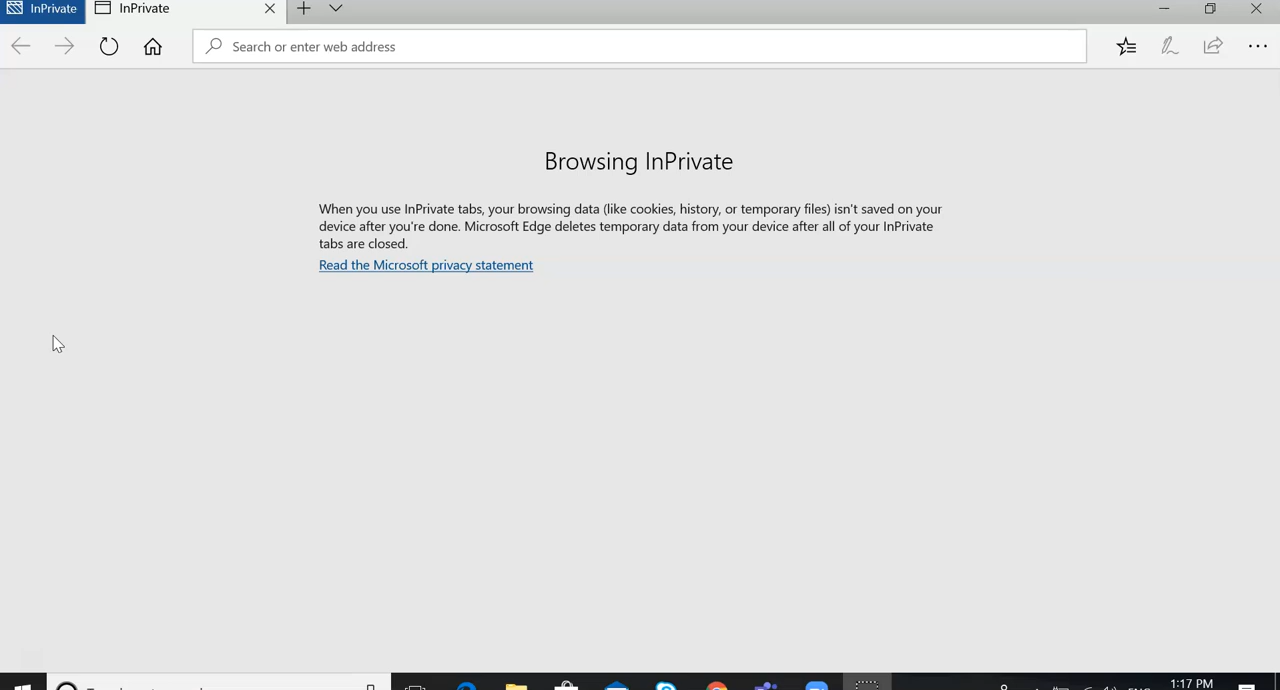 InPrivate
InPrivate
Search or enter web address
Browsing InPrivate
When you use InPrivate tabs, your browsing data (like cookies, history, or temporary files) isn't saved on your
device after you're done. Microsoft Edge deletes temporary data from your device after all of your InPrivate
tabs are closed.
Read the Microsoft privacy statement
1:17 PM